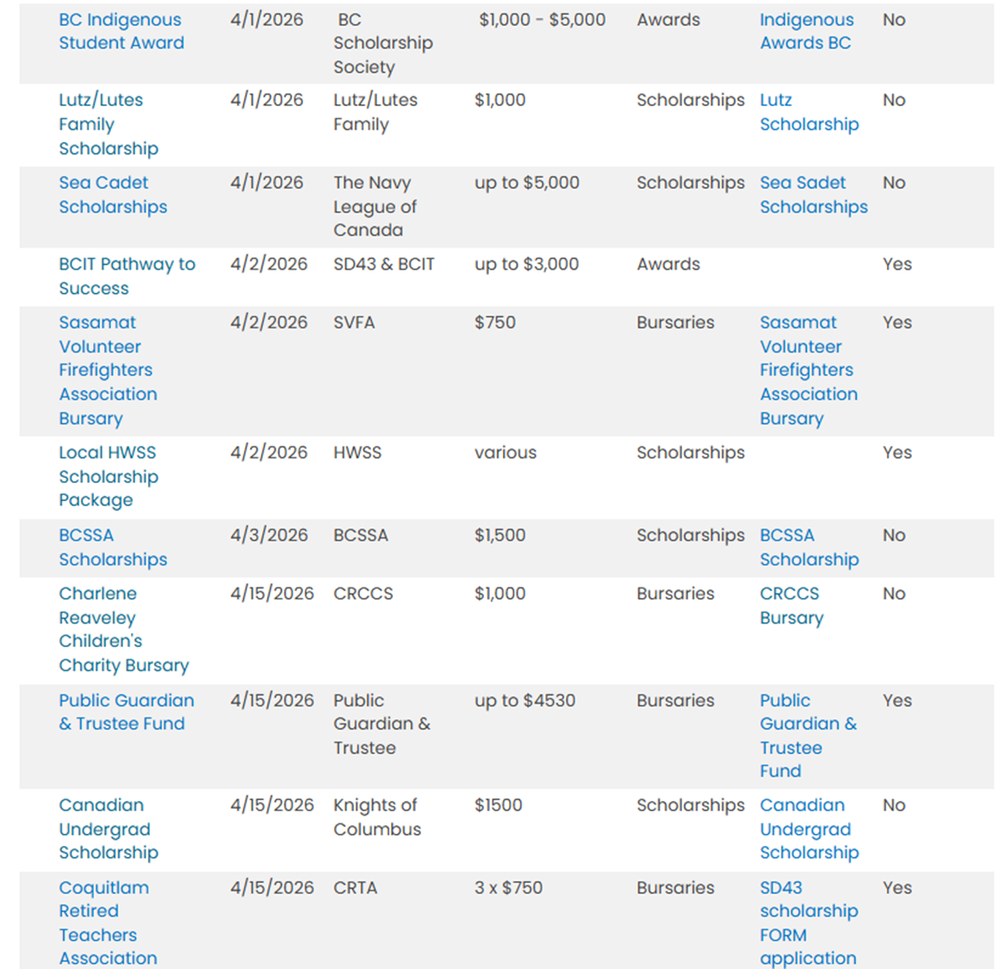 BC Indigenous Student Award 4/1/2026 BC Scholarship Society $1,000 - $5,000 Awards Indigenous Awards BC No
Lutz/Lutes Family Scholarship 4/1/2026 Lutz/Lutes Family $1,000 Scholarships Lutz Scholarship No
Sea Cadet Scholarships 4/1/2026 The Navy League of Canada up to $5,000 Scholarships Sea Sadet Scholarships No
BCIT Pathway to Success 4/2/2026 SD43 & BCIT up to $3,000 Awards Yes
Sasamat Volunteer Firefighters Association Bursary 4/2/2026 SVFA $750 Bursaries Sasamat Volunteer Firefighters Association Bursary Yes
Local HWSS Scholarship Package 4/2/2026 HWSS various Scholarships Yes
BCSSA Scholarships 4/3/2026 BCSSA $1,500 Scholarships BCSSA Scholarship No
Charlene Reaveley Children's Charity Bursary 4/15/2026 CRCCS $1,000 Bursaries CRCCS Bursary No
Public Guardian & Trustee Fund 4/15/2026 Public Guardian & Trustee up to $4530 Bursaries Public Guardian & Trustee Fund Yes
Canadian Undergrad Scholarship 4/15/2026 Knights of Columbus $1500 Scholarships Canadian Undergrad Scholarship No
Coquitlam Retired Teachers Association 4/15/2026 CRTA 3 x $750 Bursaries SD43 scholarship FORM application Yes